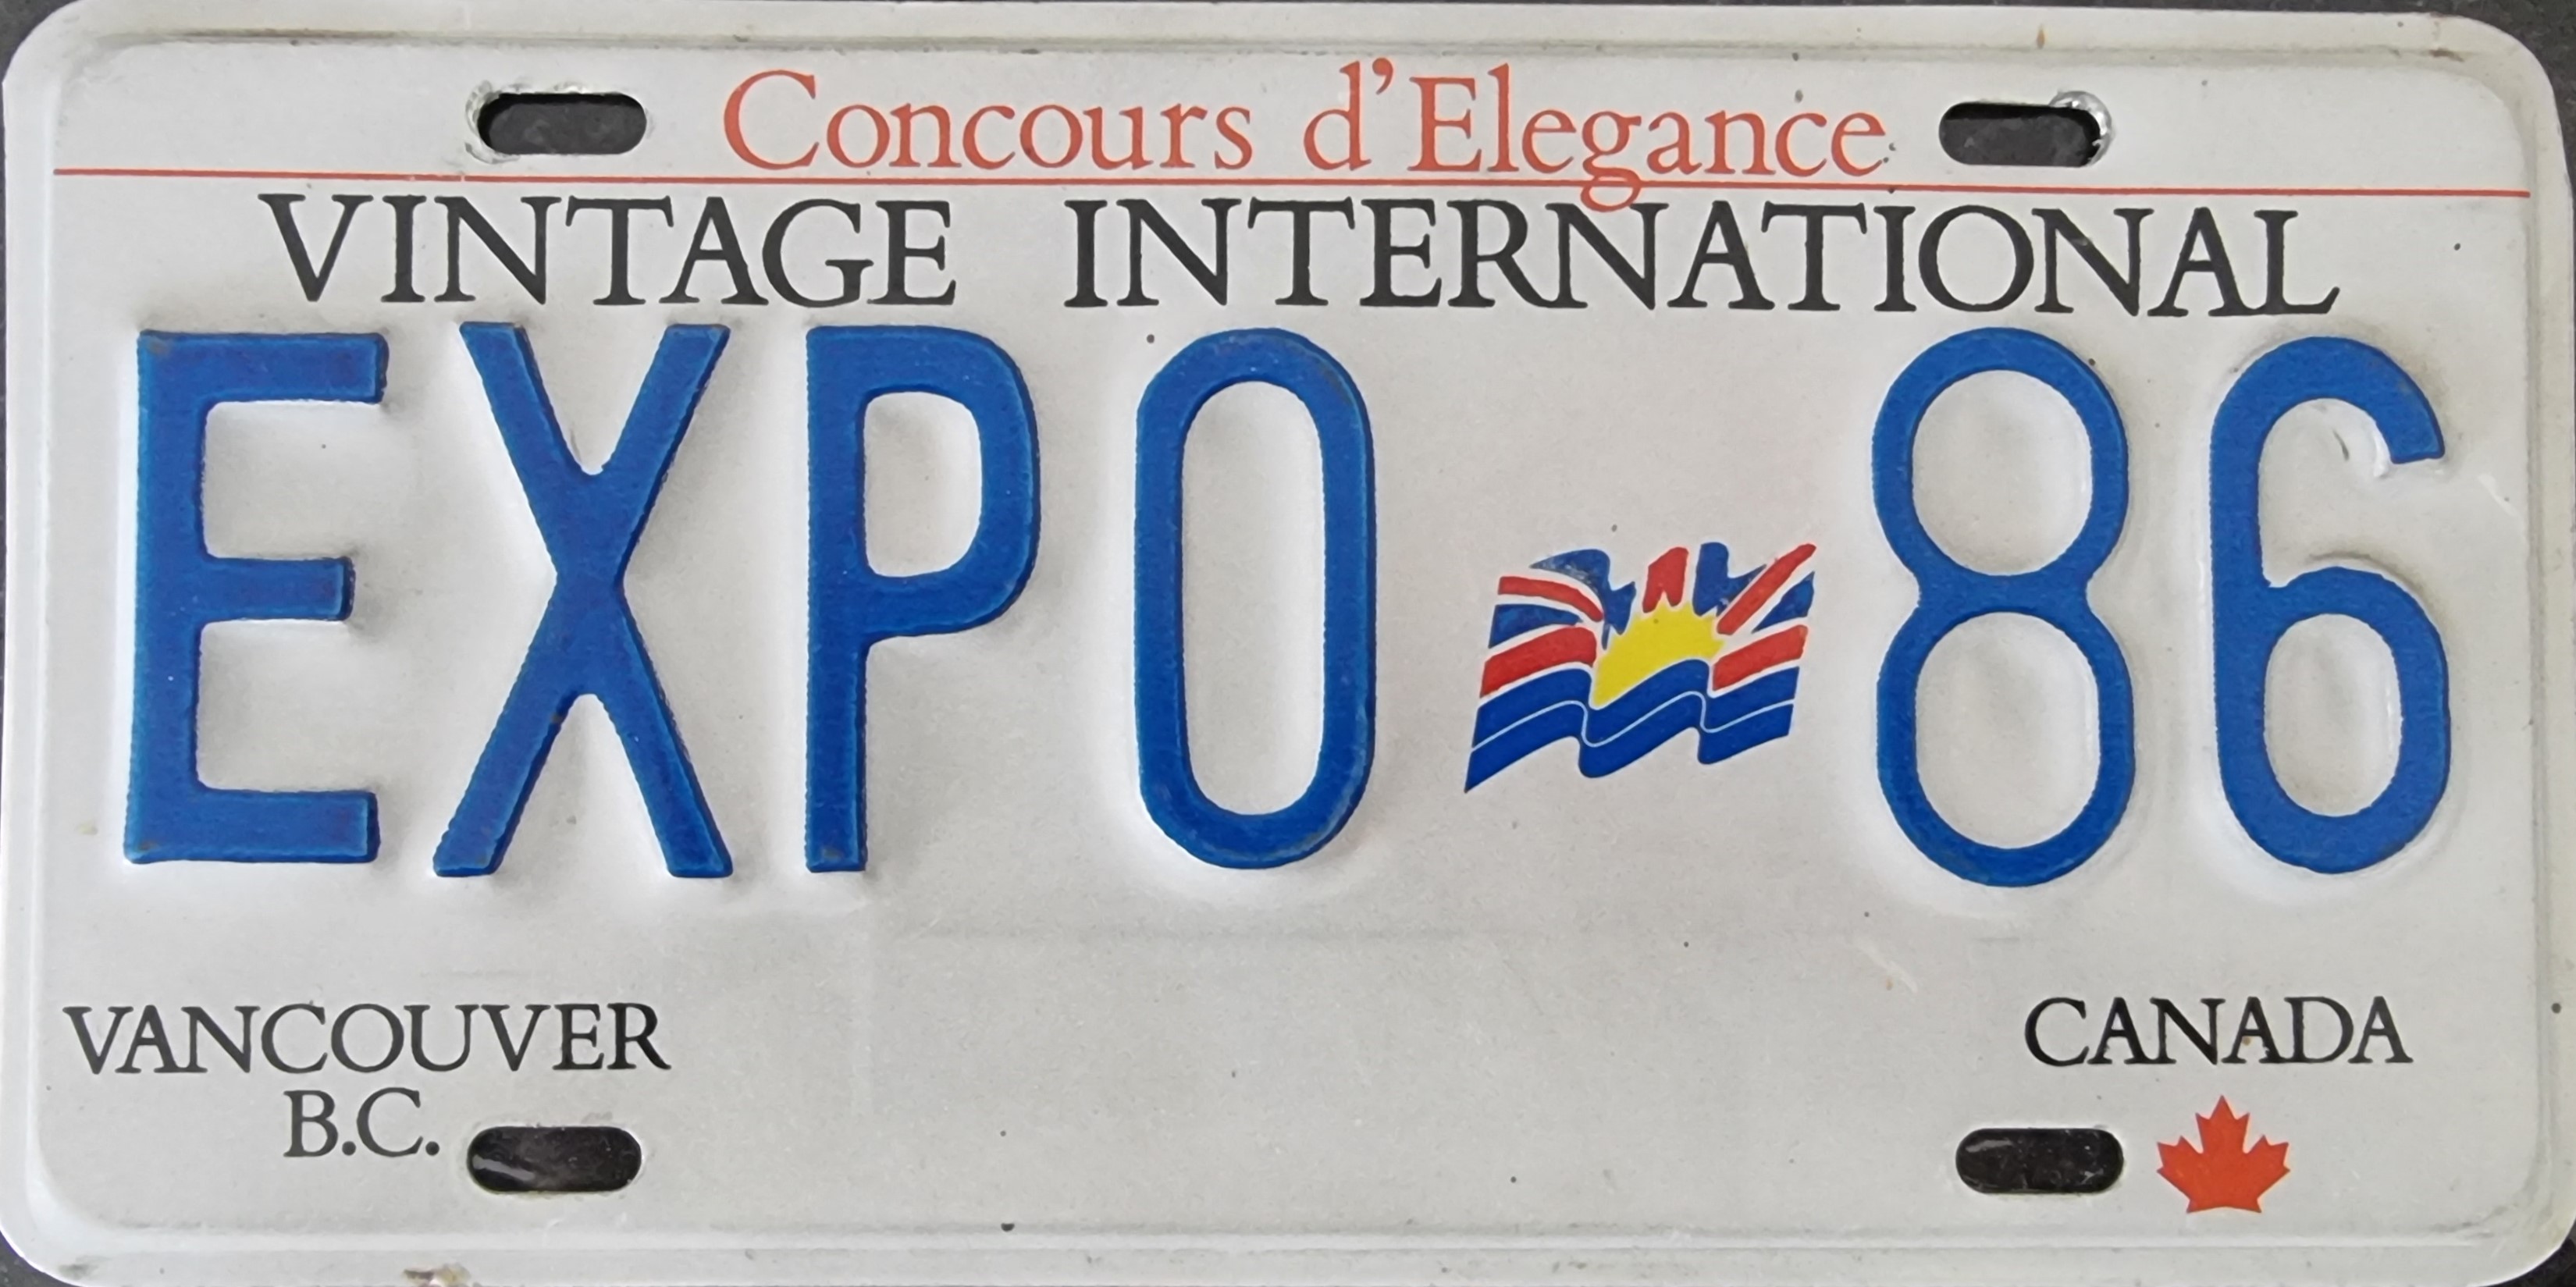 Concours d'Elegance
VINTAGE INTERNATIONAL
EXPO 86
VANCOUVER
B.C.
CANADA